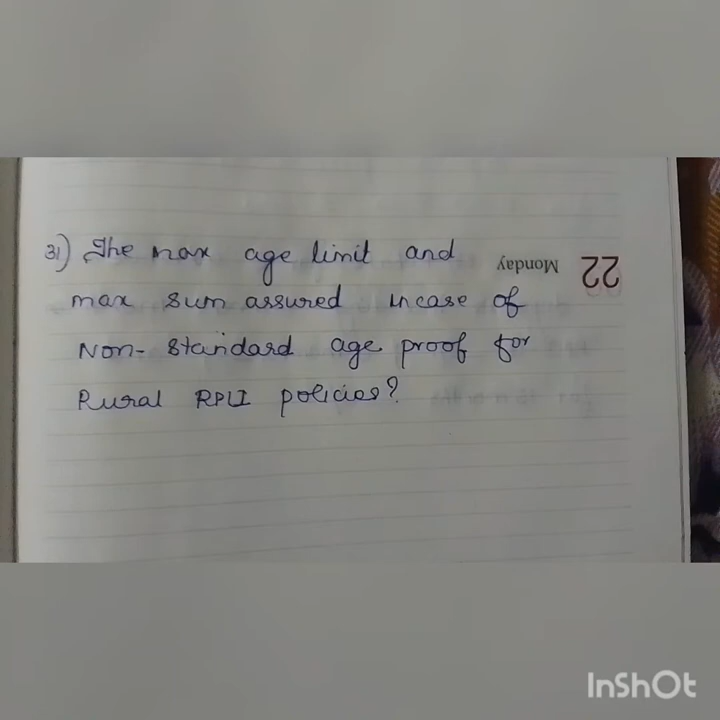 31) The max age limit and
max sum assured incase of
Non-Standard age proof for
Rural RPLI policies?
22 Monday
InShOt